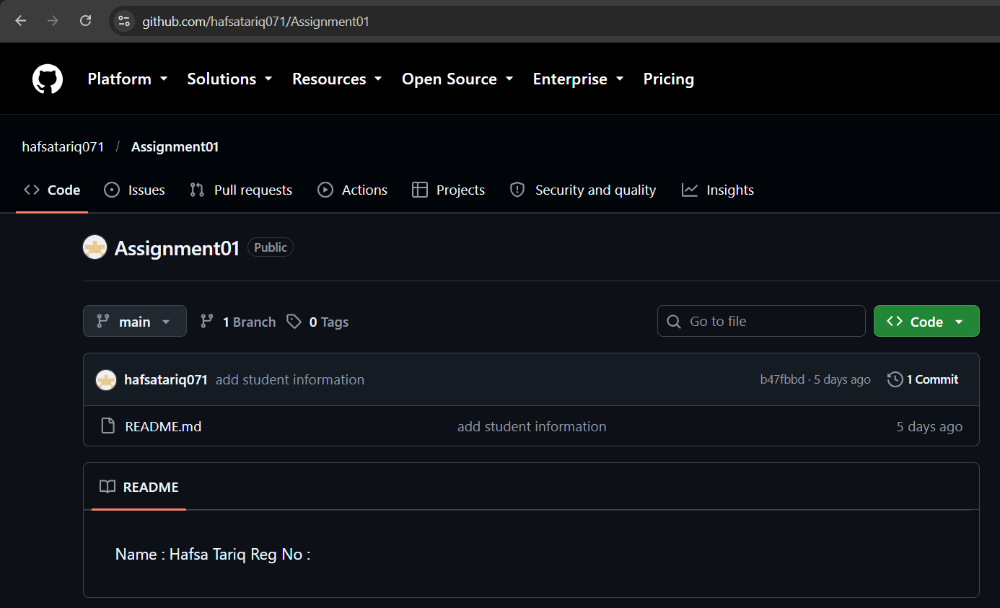 github.com/hafsatariq071/Assignment01
Platform Solutions Resources Open Source Enterprise Pricing
hafsatariq071 / Assignment01
Code Issues Pull requests Actions Projects Security and quality Insights
Assignment01 Public
main 1 Branch 0 Tags Go to file Code
hafsatariq071 add student information b47fbbd · 5 days ago 1 Commit
README.md add student information 5 days ago
README
Name : Hafsa Tariq Reg No :